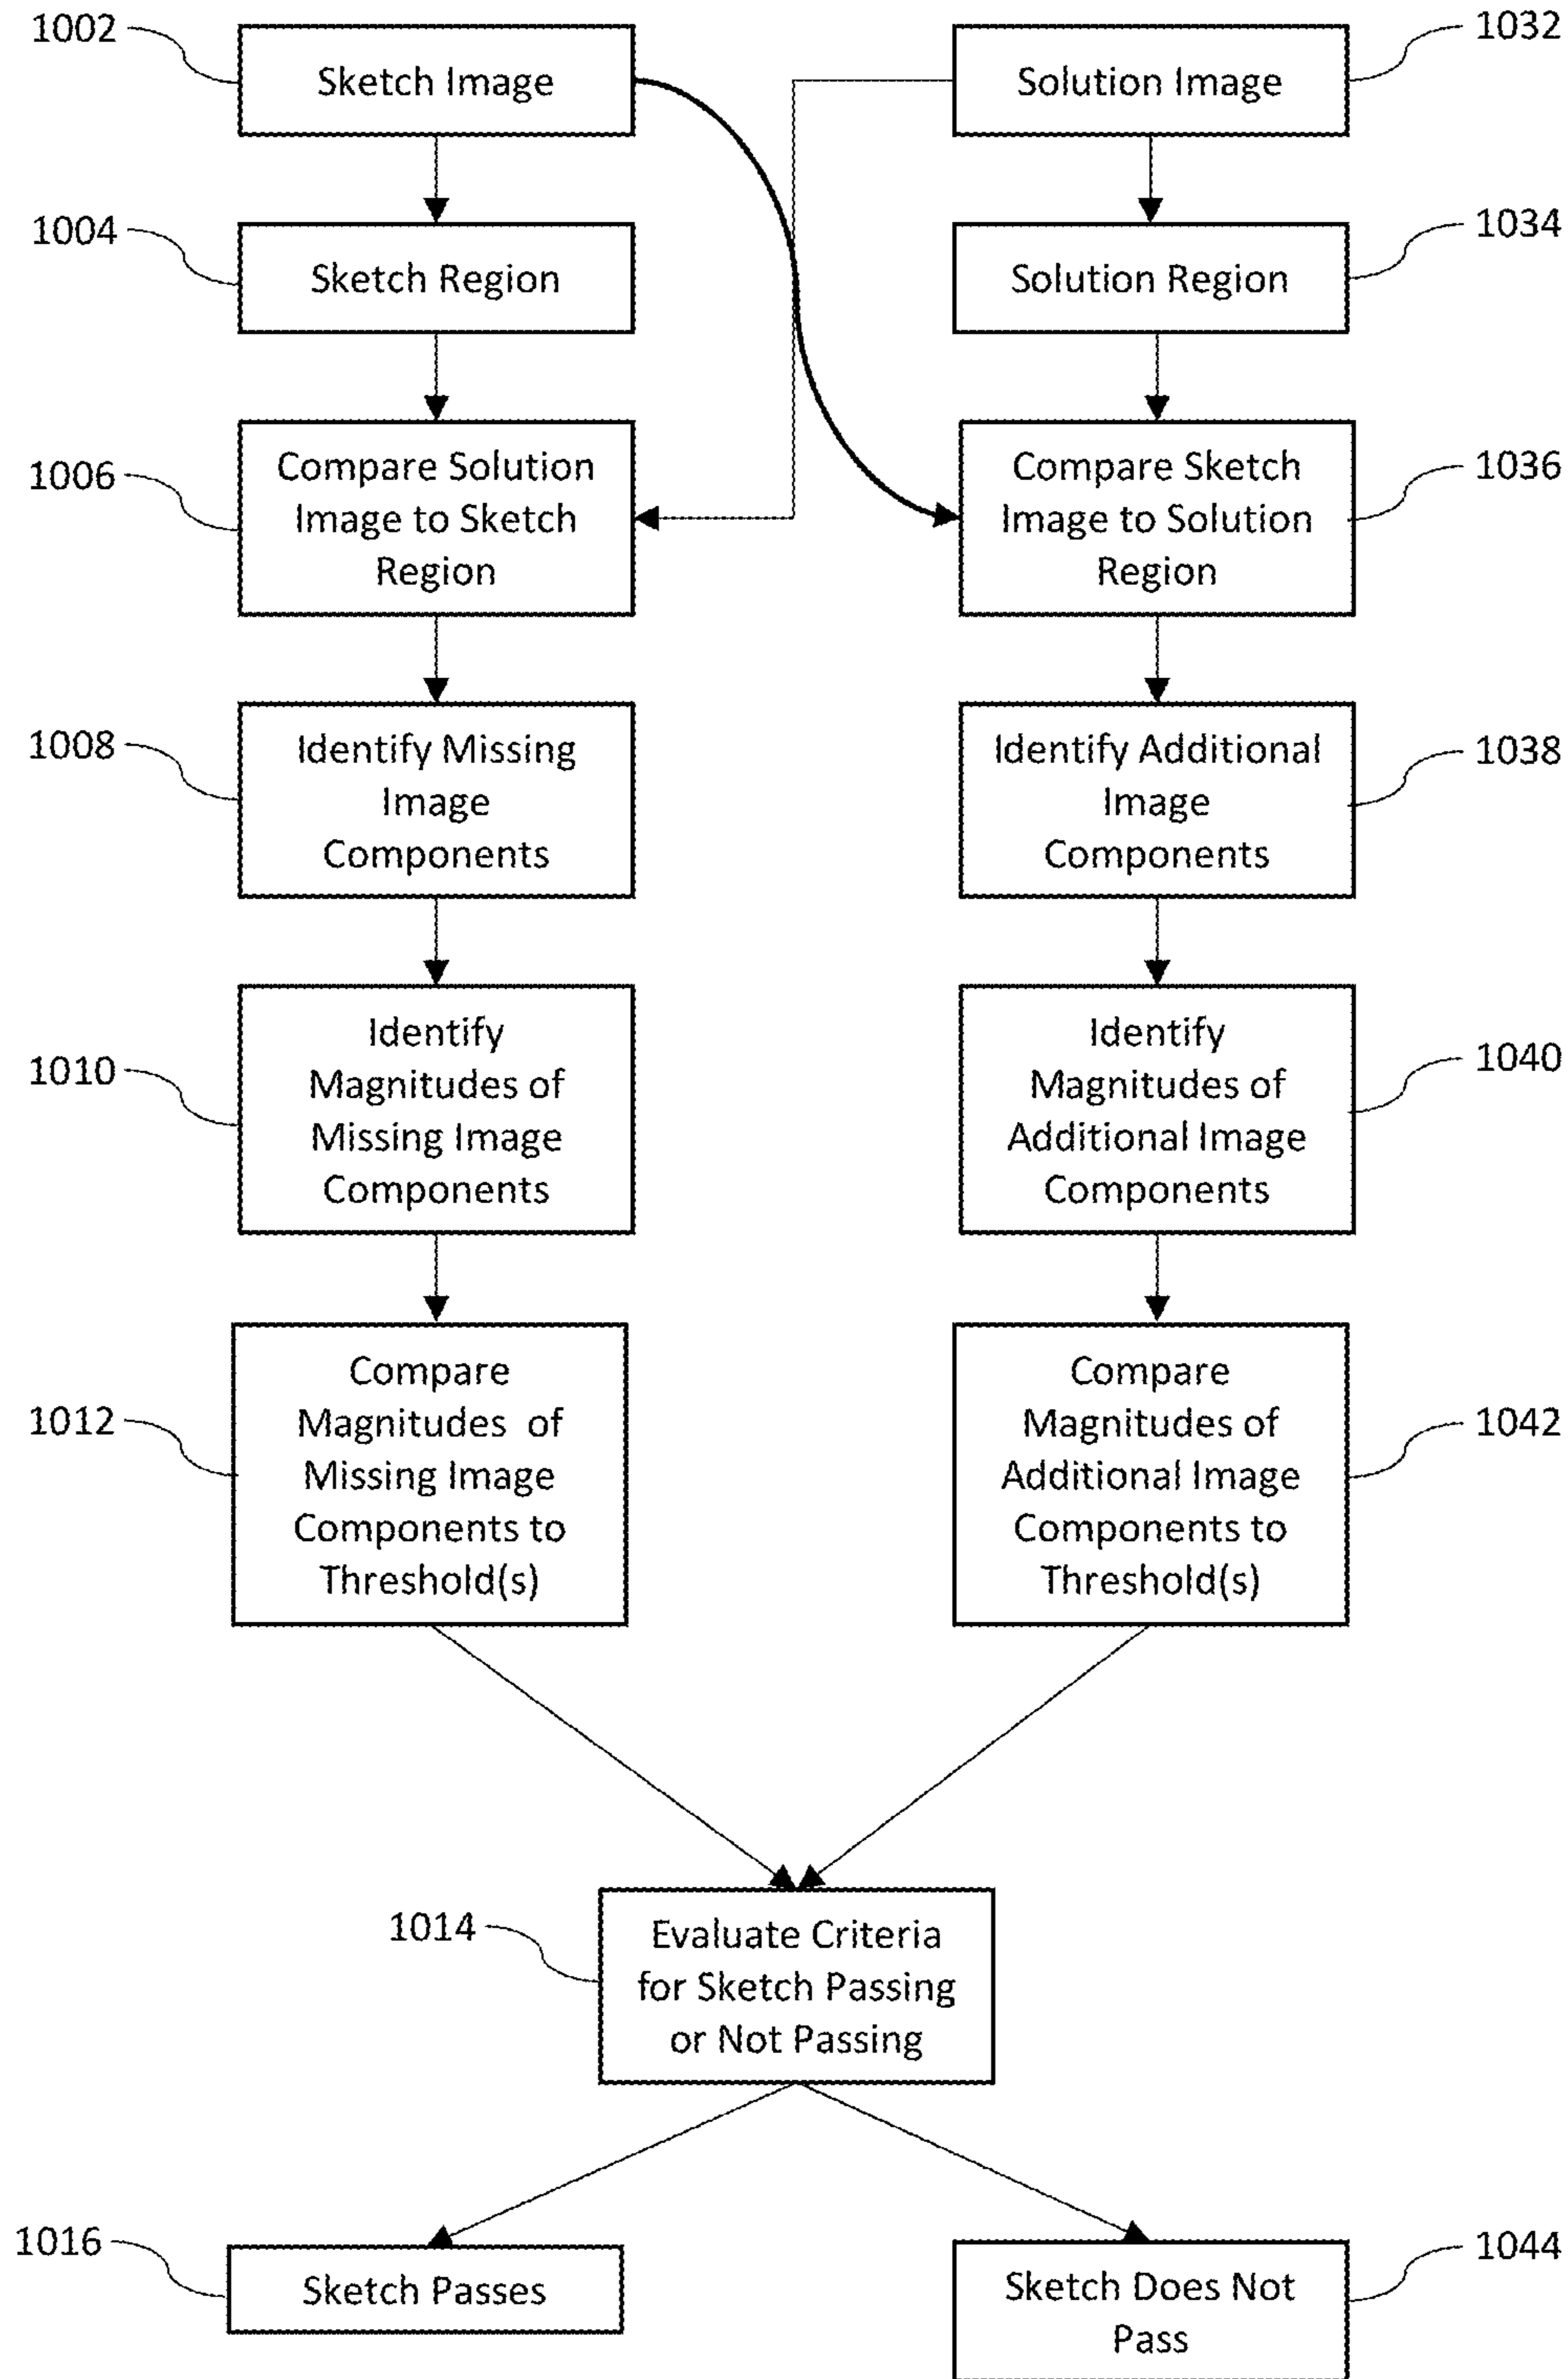 1002
Sketch Image
Solution Image
1032
1004
Sketch Region
Solution Region
1034
1006
Compare Solution
Image to Sketch
Region
Compare Sketch
Image to Solution
Region
1036
1008
Identify Missing
Image
Components
Identify Additional
Image
Components
1038
1010
Identify
Magnitudes of
Missing Image
Components
Identify
Magnitudes of
Additional Image
Components
1040
1012
Compare
Magnitudes of
Missing Image
Components to
Threshold(s)
Compare
Magnitudes of
Additional Image
Components to
Threshold(s)
1042
1014
Evaluate Criteria
for Sketch Passing
or Not Passing
1016
Sketch Passes
Sketch Does Not
Pass
1044